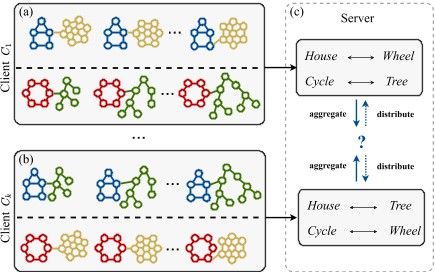 (a)
(c)
Server
Client C1
House ⟷ Wheel
Cycle ⟷ Tree
aggregate distribute
...
?
aggregate distribute
(b)
Client Ck
House ⟷ Tree
Cycle ⟷ Wheel